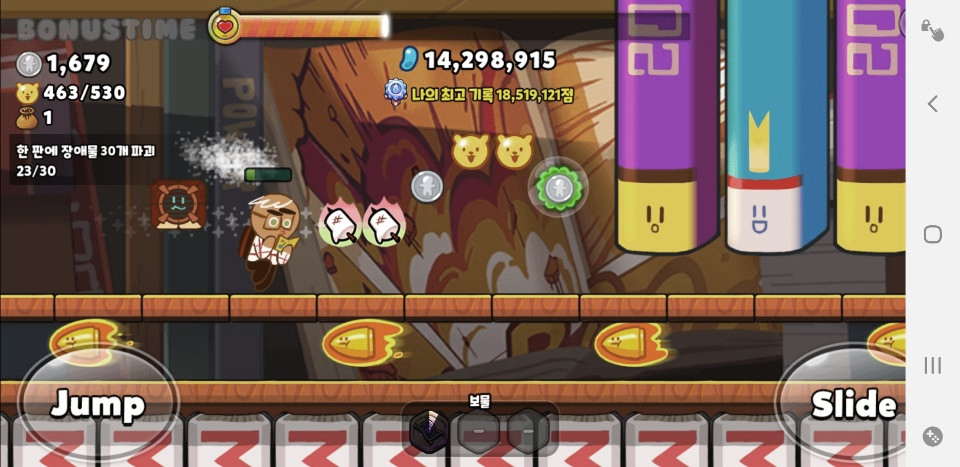 BONUSTIME
1,679
463/530
1
한 판에 장애물 30개 파괴
23/30
14,298,915
나의 최고 기록 18,519,121점
Jump
보물
Slide